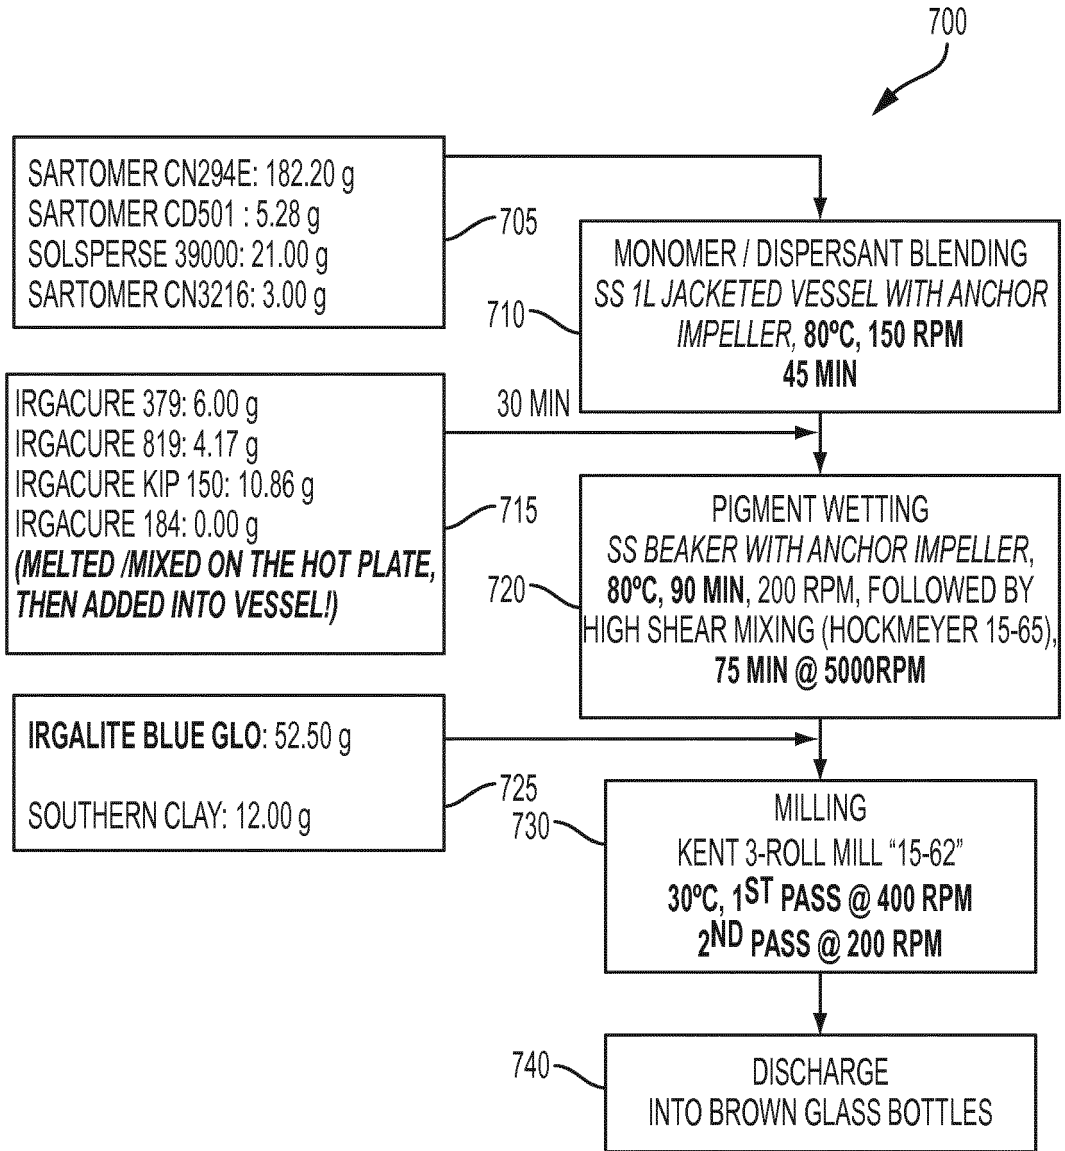 700
SARTOMER CN294E: 182.20 g
SARTOMER CD501 : 5.28 g
SOLSPERSE 39000: 21.00 g
SARTOMER CN3216: 3.00 g
705
MONOMER / DISPERSANT BLENDING
SS 1L JACKETED VESSEL WITH ANCHOR
IMPELLER, 80ºC, 150 RPM
45 MIN
710
IRGACURE 379: 6.00 g
IRGACURE 819: 4.17 g
IRGACURE KIP 150: 10.86 g
IRGACURE 184: 0.00 g
(MELTED /MIXED ON THE HOT PLATE,
THEN ADDED INTO VESSEL!)
715
30 MIN
PIGMENT WETTING
SS BEAKER WITH ANCHOR IMPELLER,
80ºC, 90 MIN, 200 RPM, FOLLOWED BY
HIGH SHEAR MIXING (HOCKMEYER 15-65),
75 MIN @ 5000RPM
720
IRGALITE BLUE GLO: 52.50 g
SOUTHERN CLAY: 12.00 g
725
730
MILLING
KENT 3-ROLL MILL “15-62”
30ºC, 1ST PASS @ 400 RPM
2ND PASS @ 200 RPM
740
DISCHARGE
INTO BROWN GLASS BOTTLES